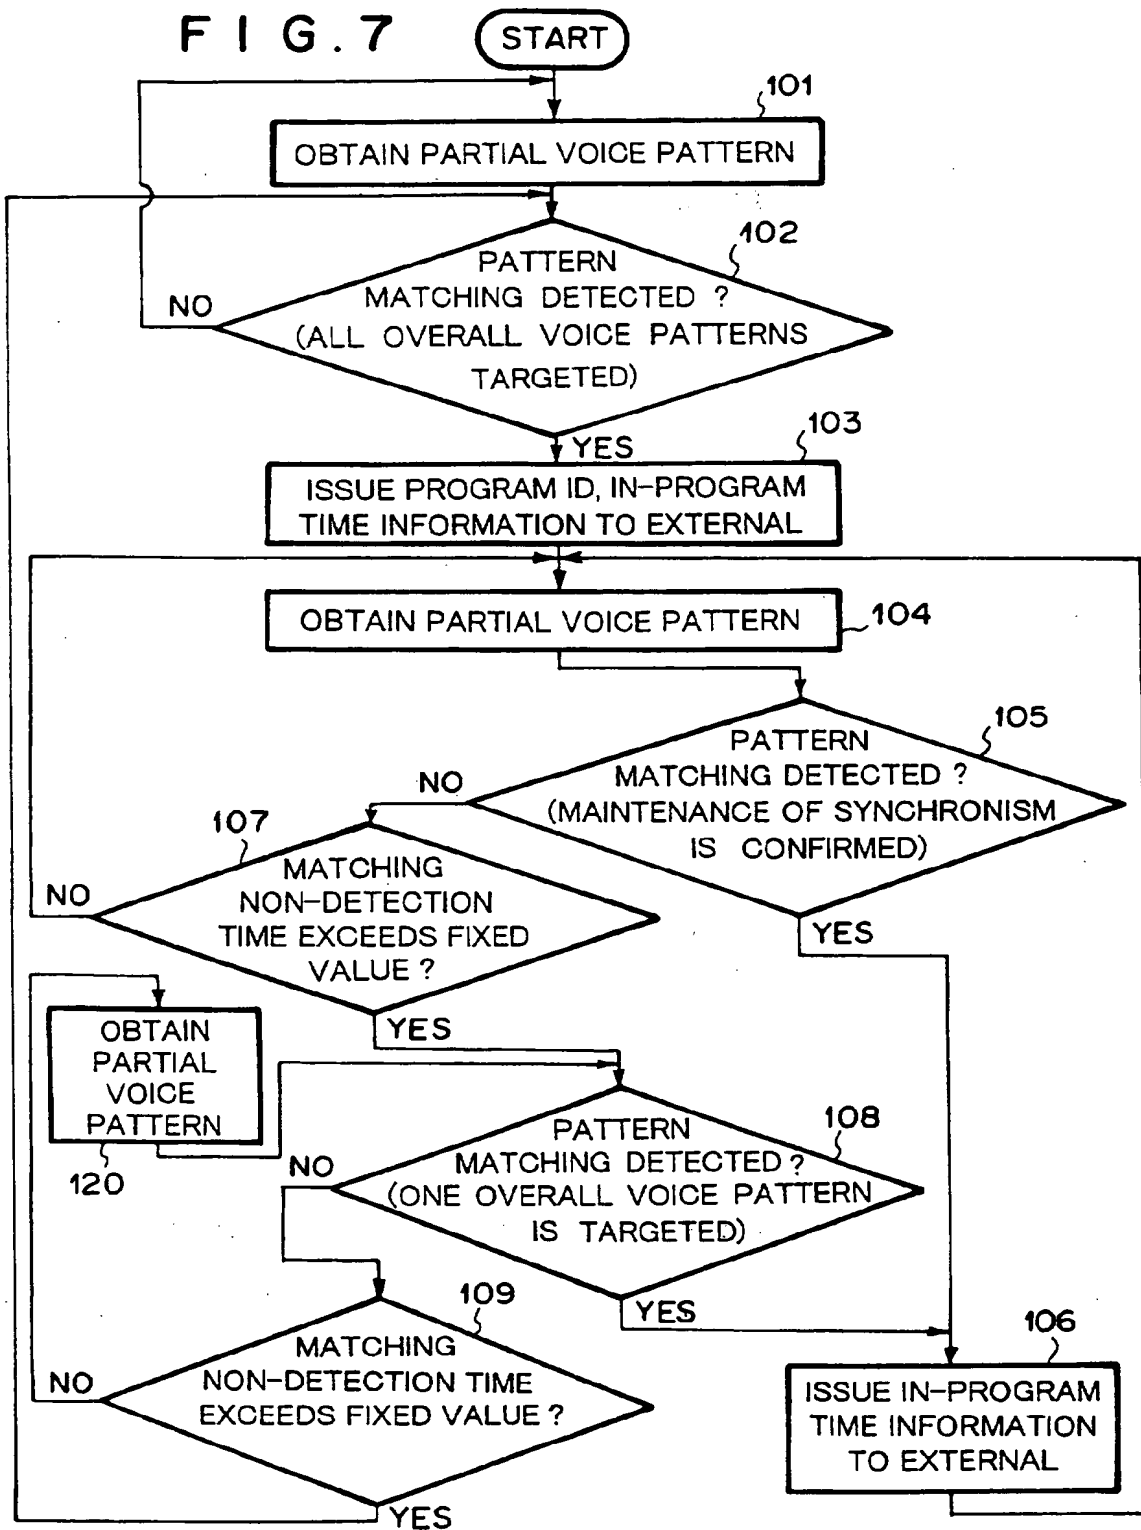 FIG.7
START
101
OBTAIN PARTIAL VOICE PATTERN
102
PATTERN
MATCHING DETECTED ?
(ALL OVERALL VOICE PATTERNS
TARGETED)
NO
YES
103
ISSUE PROGRAM ID, IN-PROGRAM
TIME INFORMATION TO EXTERNAL
OBTAIN PARTIAL VOICE PATTERN
104
105
PATTERN
MATCHING DETECTED ?
(MAINTENANCE OF SYNCHRONISM
IS CONFIRMED)
NO
YES
107
MATCHING
NON-DETECTION
TIME EXCEEDS FIXED
VALUE ?
NO
YES
OBTAIN
PARTIAL
VOICE
PATTERN
120
108
PATTERN
MATCHING DETECTED ?
(ONE OVERALL VOICE PATTERN
IS TARGETED)
NO
YES
109
MATCHING
NON-DETECTION TIME
EXCEEDS FIXED VALUE ?
NO
YES
106
ISSUE IN-PROGRAM
TIME INFORMATION
TO EXTERNAL